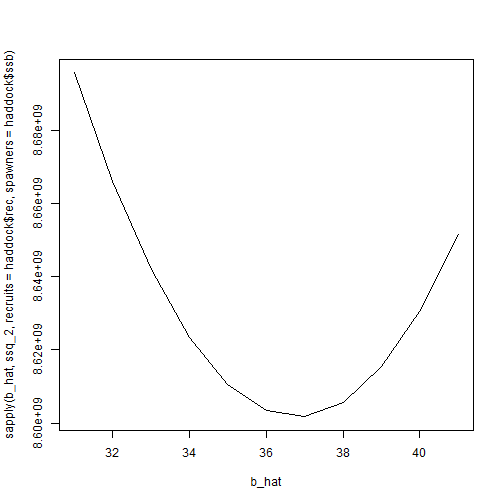 sapply(b_hat, ssq_2, recruits = haddock$rec, spawners = haddock$ssb)
8.68e+09
8.66e+09
8.64e+09
8.62e+09
8.60e+09
32 34 36 38 40
b_hat